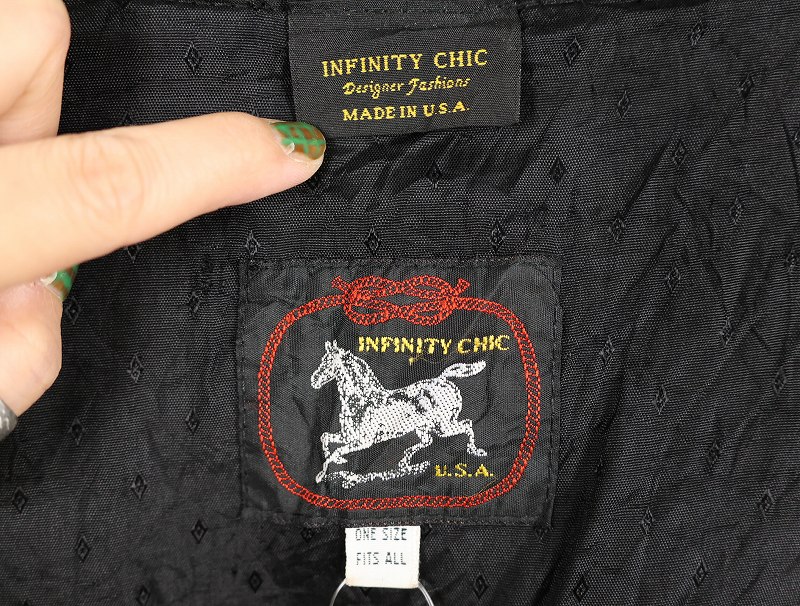 INFINITY CHIC
Designer Fashions
MADE IN U.S.A.
INFINITY CHIC
U.S.A.
ONE SIZE
FITS ALL